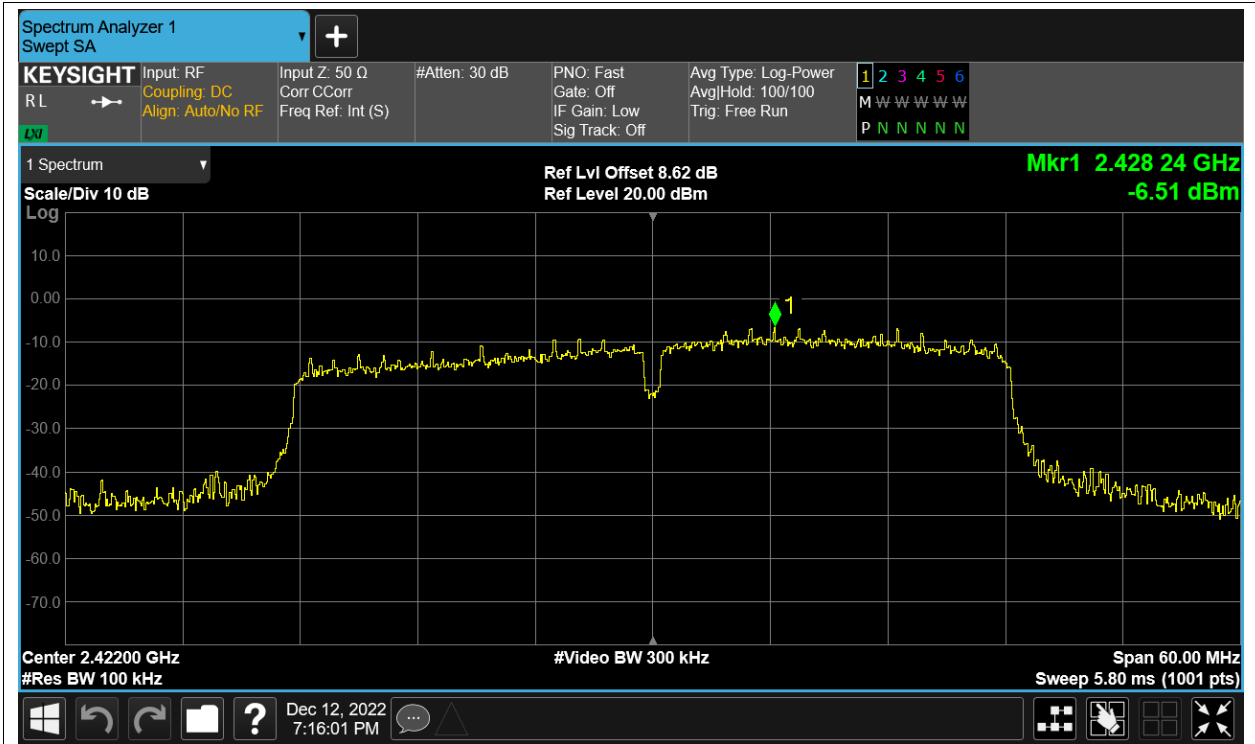 Spectrum Analyzer 1
Swept SA
KEYSIGHT
R L
LXI
Input: RF
Coupling: DC
Align: Auto/No RF
Input Z: 50 Ω
Corr CCorr
Freq Ref: Int (S)
#Atten: 30 dB
PNO: Fast
Gate: Off
IF Gain: Low
Sig Track: Off
Avg Type: Log-Power
Avg|Hold: 100/100
Trig: Free Run
1 2 3 4 5 6
M W W W W W
P N N N N N
1 Spectrum
Scale/Div 10 dB
Log
Ref Lvl Offset 8.62 dB
Ref Level 20.00 dBm
Mkr1 2.428 24 GHz
-6.51 dBm
10.0
0.00
-10.0
-20.0
-30.0
-40.0
-50.0
-60.0
-70.0
1
Center 2.42200 GHz
#Res BW 100 kHz
#Video BW 300 kHz
Span 60.00 MHz
Sweep 5.80 ms (1001 pts)
?
Dec 12, 2022
7:16:01 PM